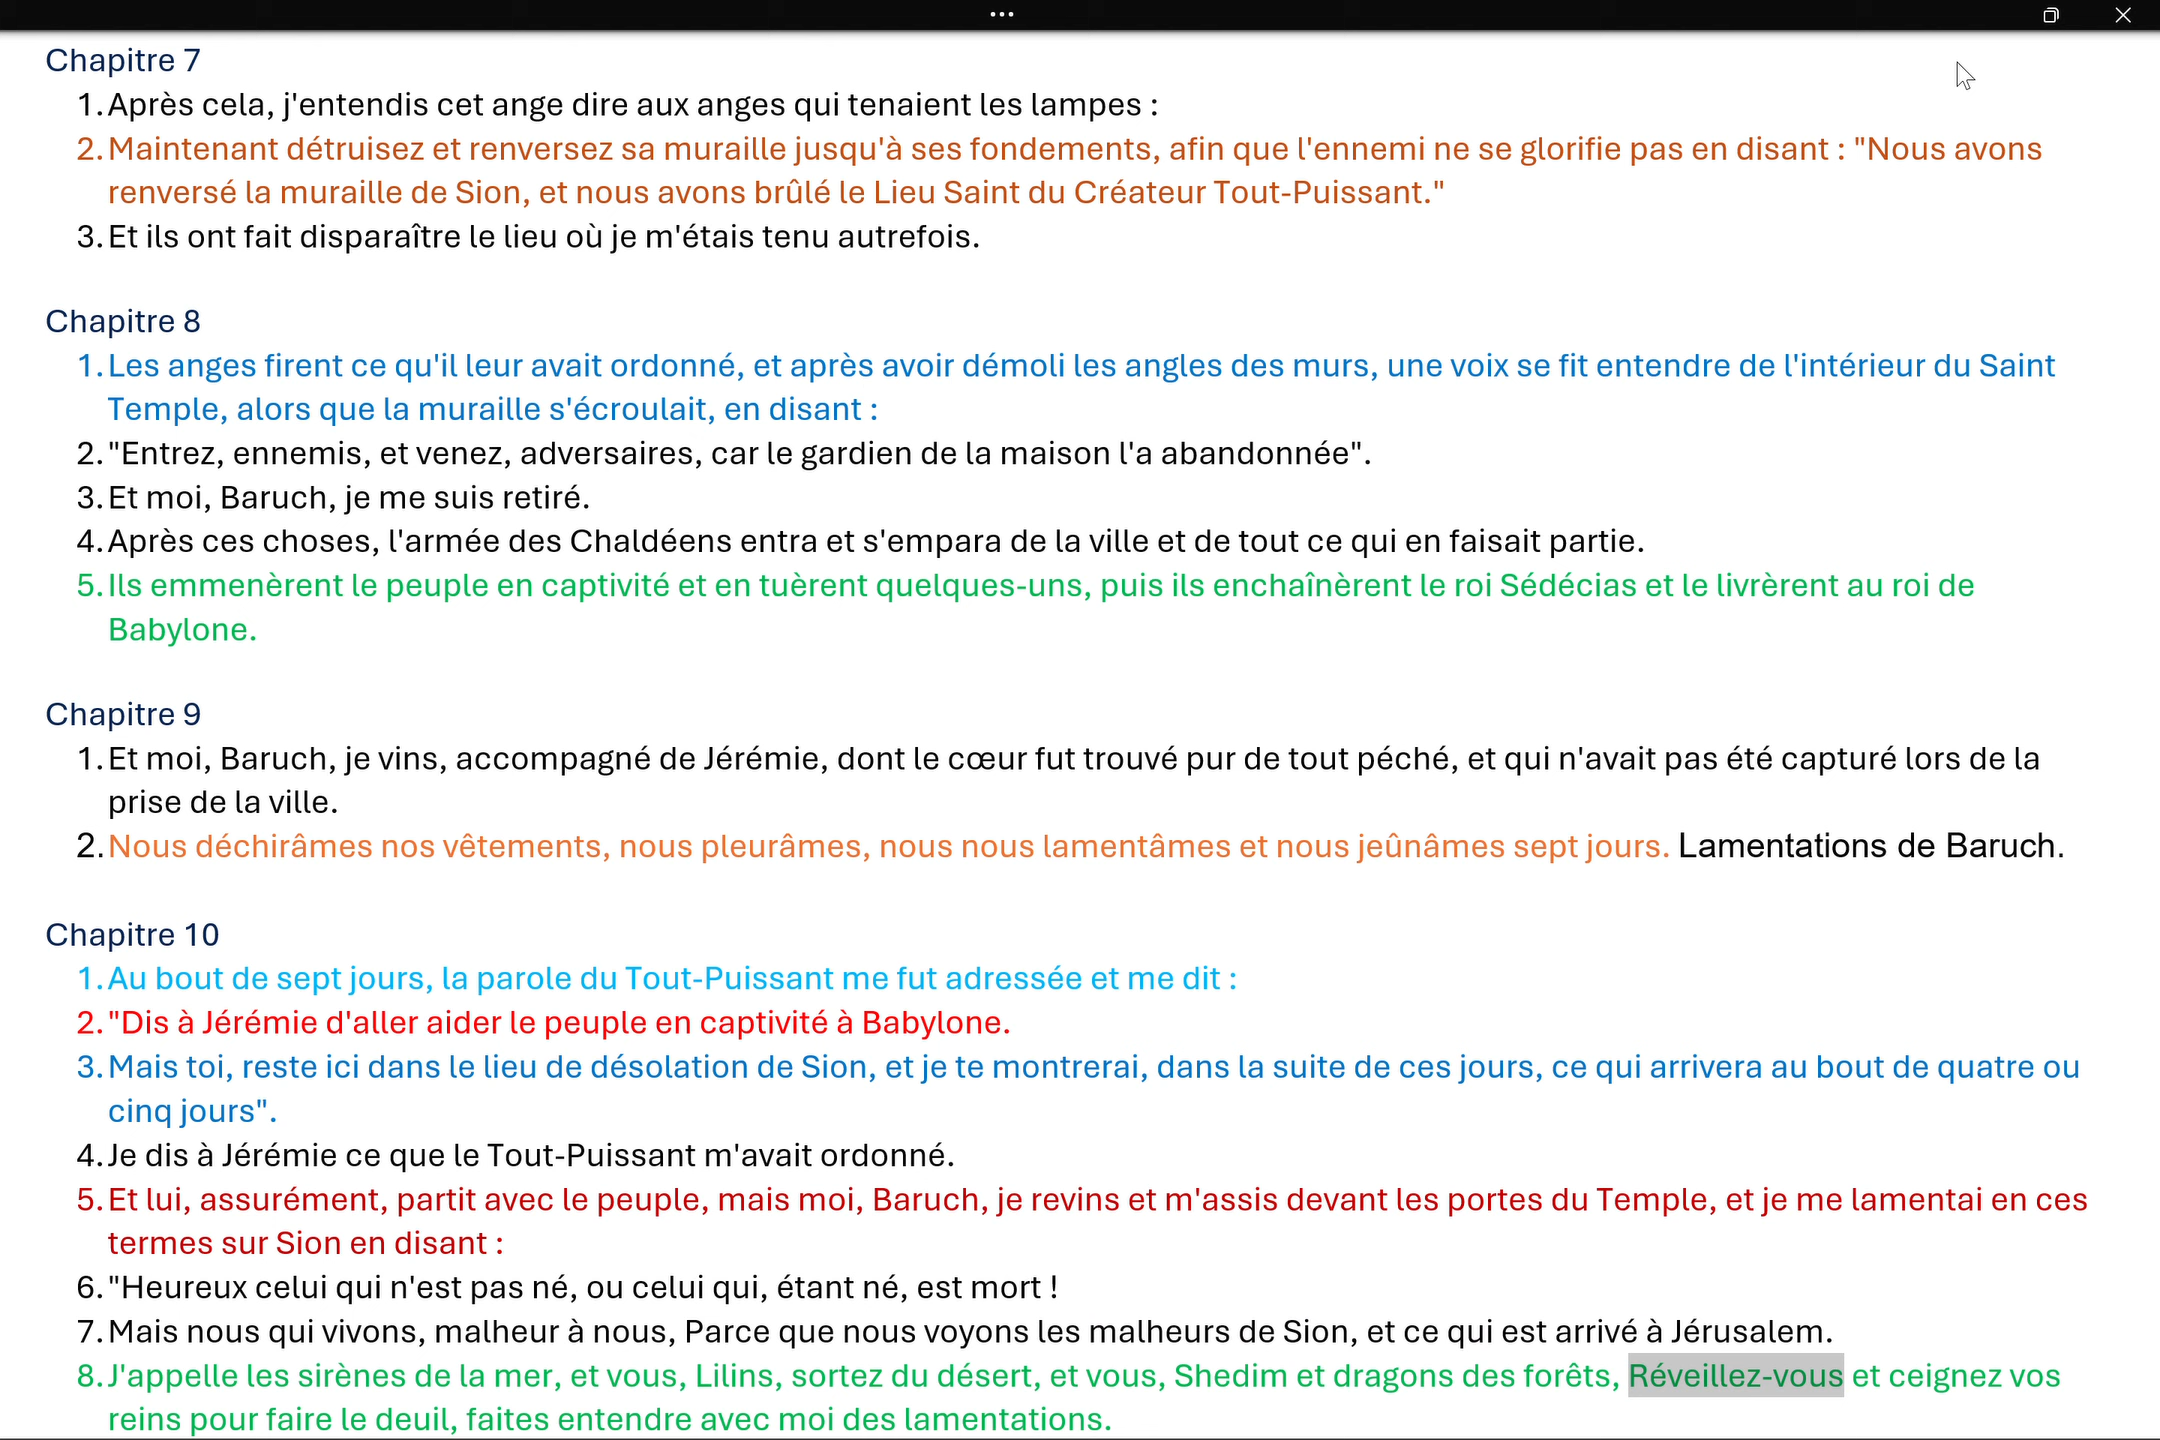 Chapitre 7
1. Après cela, j'entendis cet ange dire aux anges qui tenaient les lampes :
2. Maintenant détruisez et renversez sa muraille jusqu'à ses fondements, afin que l'ennemi ne se glorifie pas en disant : "Nous avons
renversé la muraille de Sion, et nous avons brûlé le Lieu Saint du Créateur Tout-Puissant."
3. Et ils ont fait disparaître le lieu où je m'étais tenu autrefois.
Chapitre 8
1. Les anges firent ce qu'il leur avait ordonné, et après avoir démoli les angles des murs, une voix se fit entendre de l'intérieur du Saint
Temple, alors que la muraille s'écroulait, en disant :
2. "Entrez, ennemis, et venez, adversaires, car le gardien de la maison l'a abandonnée".
3. Et moi, Baruch, je me suis retiré.
4. Après ces choses, l'armée des Chaldéens entra et s'empara de la ville et de tout ce qui en faisait partie.
5. Ils emmenèrent le peuple en captivité et en tuèrent quelques-uns, puis ils enchaînèrent le roi Sédécias et le livrèrent au roi de
Babylone.
Chapitre 9
1. Et moi, Baruch, je vins, accompagné de Jérémie, dont le cœur fut trouvé pur de tout péché, et qui n'avait pas été capturé lors de la
prise de la ville.
2. Nous déchirâmes nos vêtements, nous pleurâmes, nous nous lamentâmes et nous jeûnâmes sept jours. Lamentations de Baruch.
Chapitre 10
1. Au bout de sept jours, la parole du Tout-Puissant me fut adressée et me dit :
2. "Dis à Jérémie d'aller aider le peuple en captivité à Babylone.
3. Mais toi, reste ici dans le lieu de désolation de Sion, et je te montrerai, dans la suite de ces jours, ce qui arrivera au bout de quatre ou
cinq jours".
4. Je dis à Jérémie ce que le Tout-Puissant m'avait ordonné.
5. Et lui, assurément, partit avec le peuple, mais moi, Baruch, je revins et m'assis devant les portes du Temple, et je me lamentai en ces
termes sur Sion en disant :
6. "Heureux celui qui n'est pas né, ou celui qui, étant né, est mort !
7. Mais nous qui vivons, malheur à nous, Parce que nous voyons les malheurs de Sion, et ce qui est arrivé à Jérusalem.
8. J'appelle les sirènes de la mer, et vous, Lilins, sortez du désert, et vous, Shedim et dragons des forêts, Réveillez-vous et ceignez vos
reins pour faire le deuil, faites entendre avec moi des lamentations.